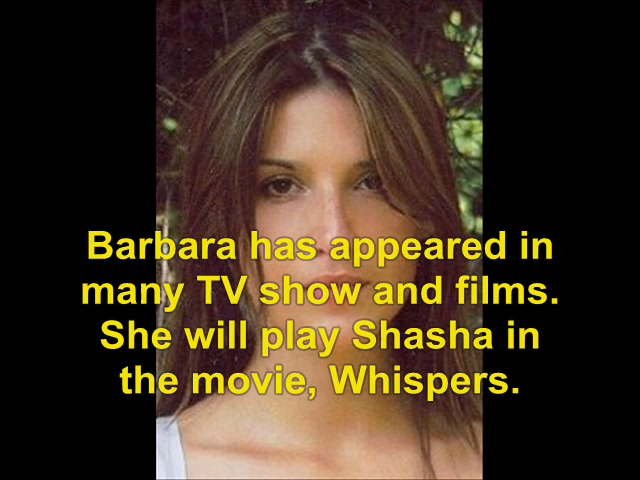 Barbara has appeared in
many TV show and films.
She will play Shasha in
the movie, Whispers.